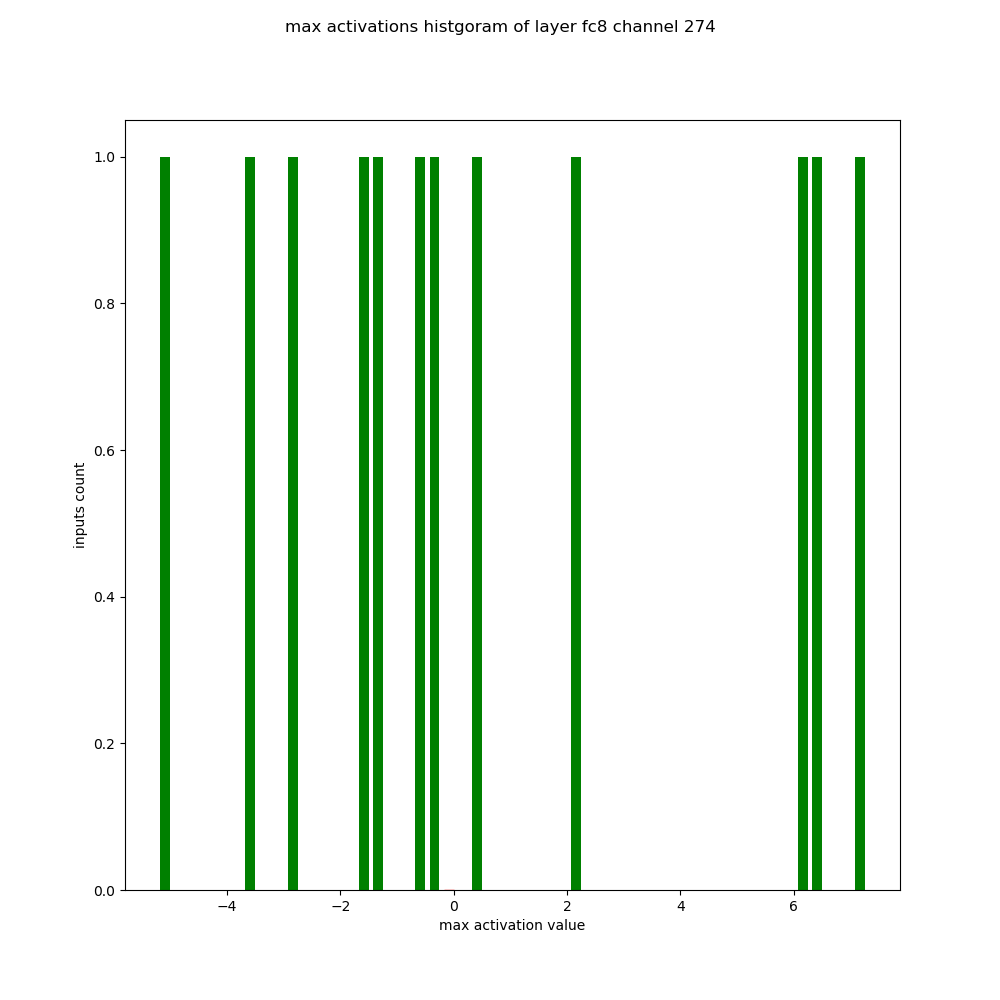 max activations histgoram of layer fc8 channel 274
1.0
0.8
0.6
0.4
0.2
0.0
inputs count
−4 −2 0 2 4 6
max activation value